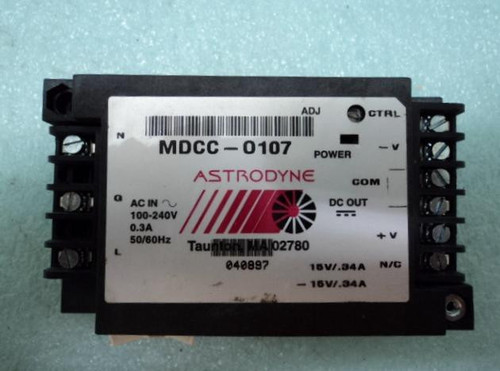 ADJ
CTRL
N
MDCC-0107
POWER
-V
ASTRODYNE
COM
G
AC IN
100-240V
0.3A
50/60Hz
DC OUT
+V
Taunton, MA 02780
L
040897
15V/.34A
N/C
-15V/.34A